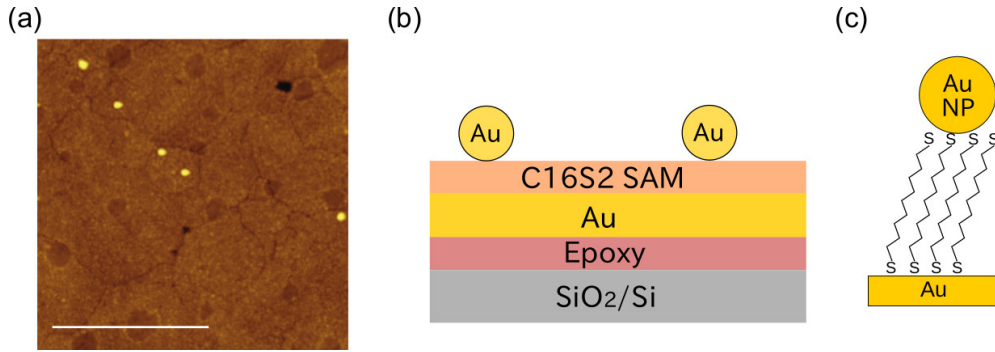 (a)
(b)
(c)
Au
Au
C16S2 SAM
Au
Epoxy
SiO2/Si
Au
NP
S S S S
S S S S
Au